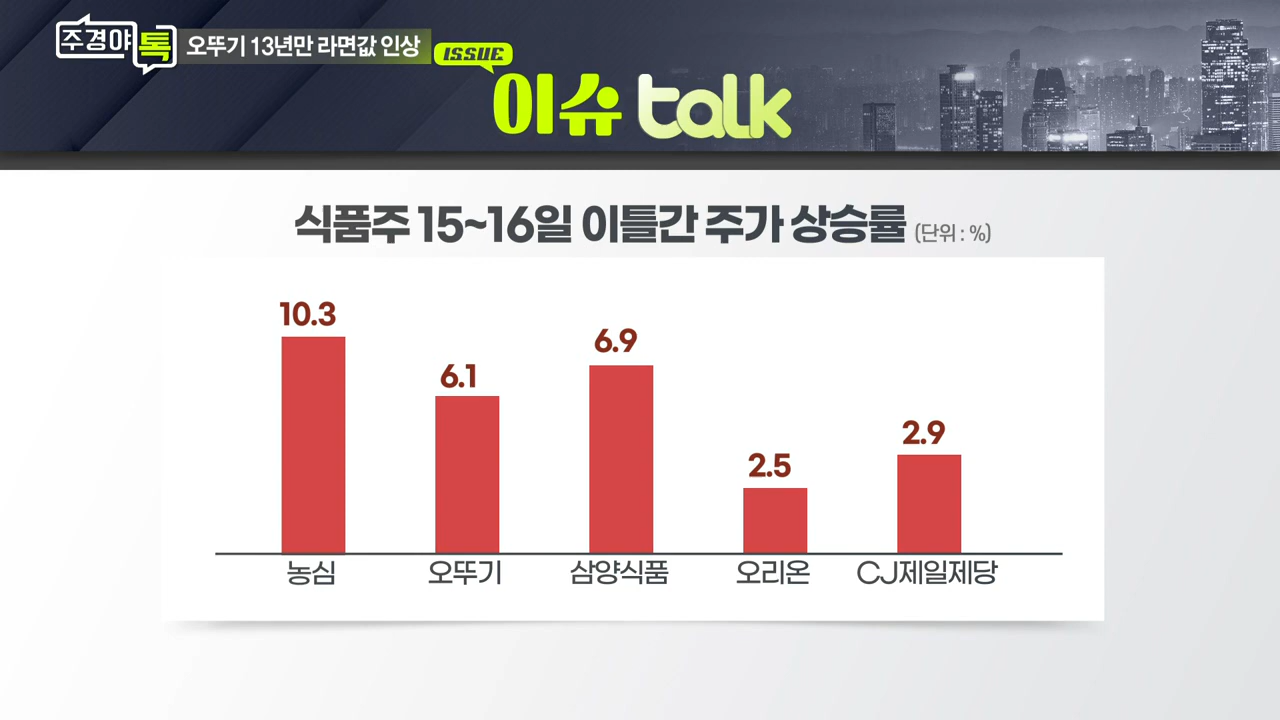 주경야톡
오뚜기 13년만 라면값 인상
ISSUE
이슈 talk
식품주 15~16일 이틀간 주가 상승률 (단위 : %)
10.3
6.1
6.9
2.5
2.9
농심
오뚜기
삼양식품
오리온
CJ제일제당